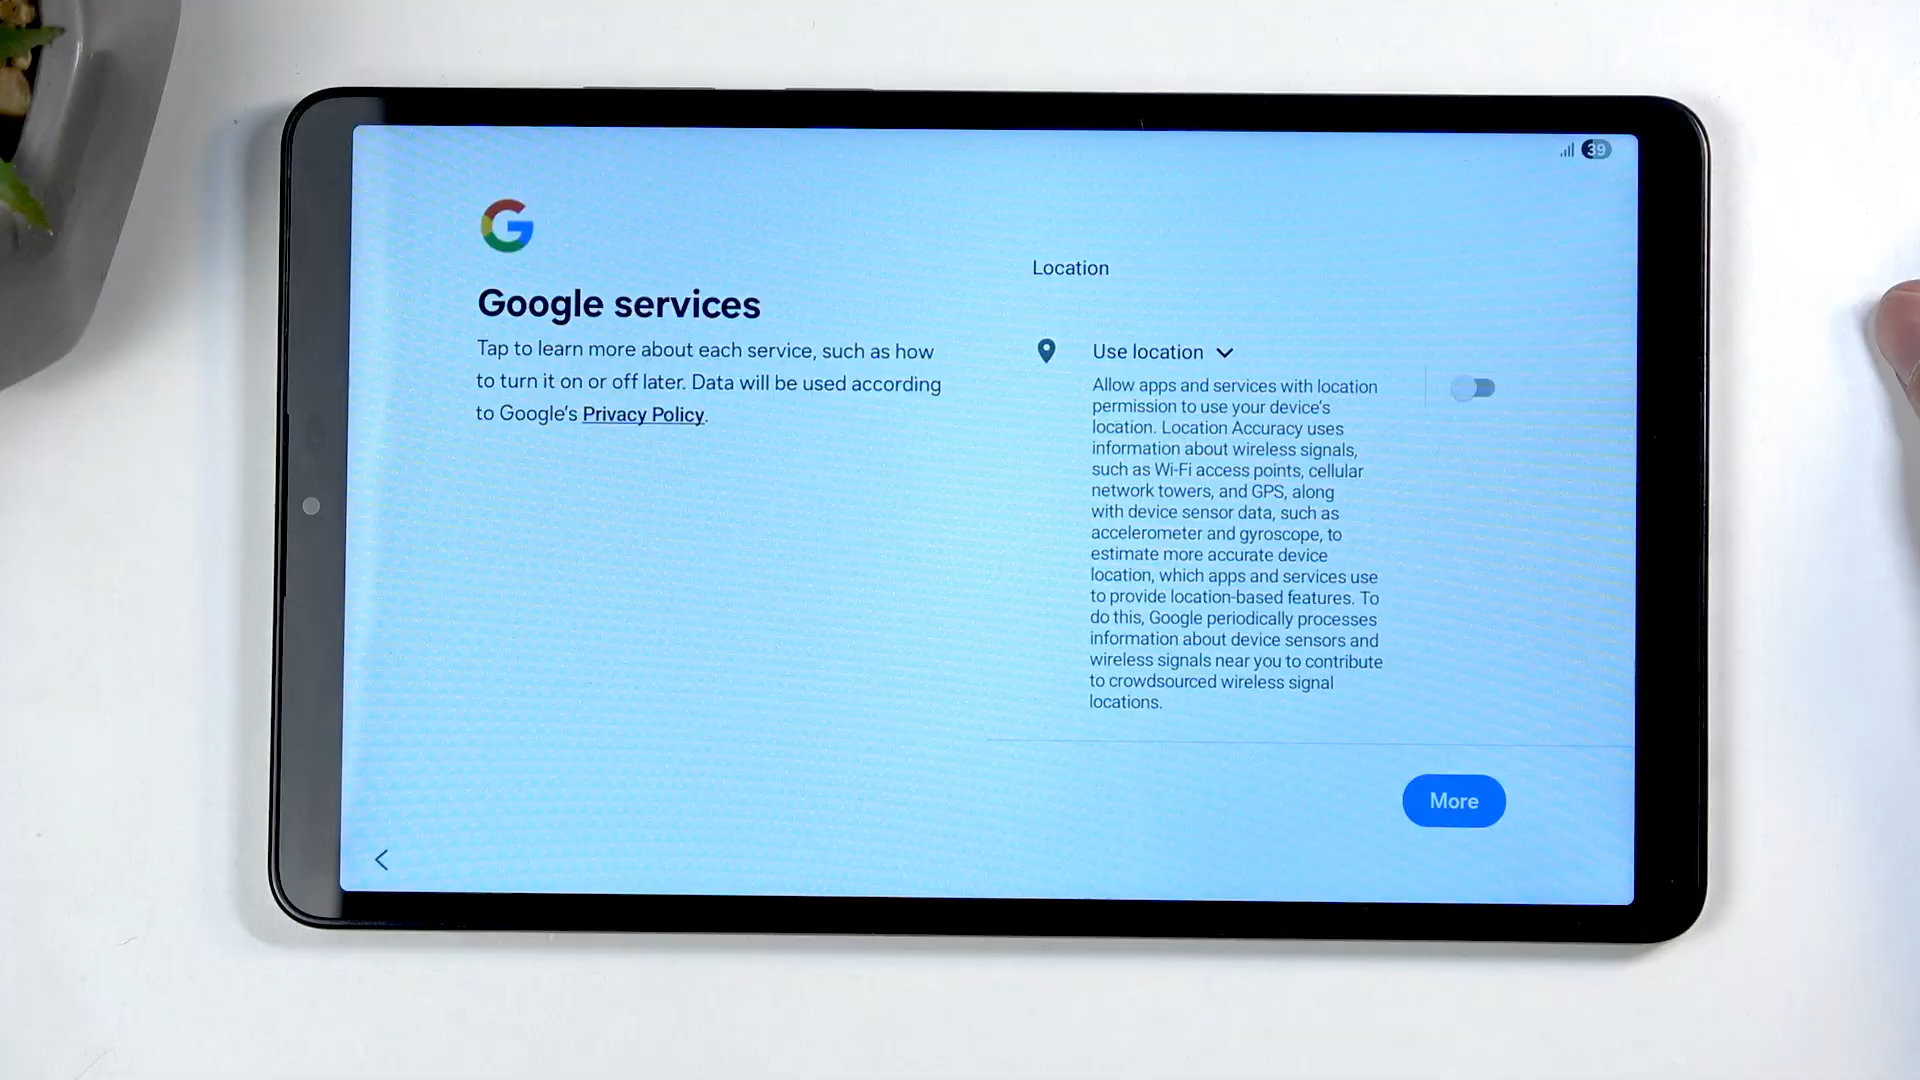 39
Google services
Tap to learn more about each service, such as how
to turn it on or off later. Data will be used according
to Google's Privacy Policy.
Location
Use location
Allow apps and services with location
permission to use your device's
location. Location Accuracy uses
information about wireless signals,
such as Wi-Fi access points, cellular
network towers, and GPS, along
with device sensor data, such as
accelerometer and gyroscope, to
estimate more accurate device
location, which apps and services use
to provide location-based features. To
do this, Google periodically processes
information about device sensors and
wireless signals near you to contribute
to crowdsourced wireless signal
locations.
More